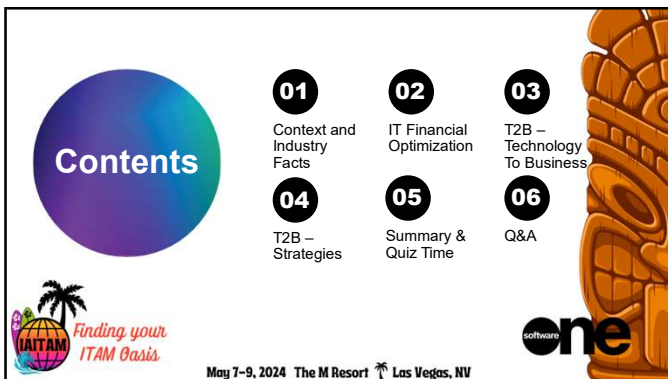 Contents
01
Context and
Industry
Facts
02
IT Financial
Optimization
03
T2B –
Technology
To Business
04
T2B –
Strategies
05
Summary &
Quiz Time
06
Q&A
IAITAM
Finding your
ITAM Oasis
software one
May 7-9, 2024 The M Resort Las Vegas, NV